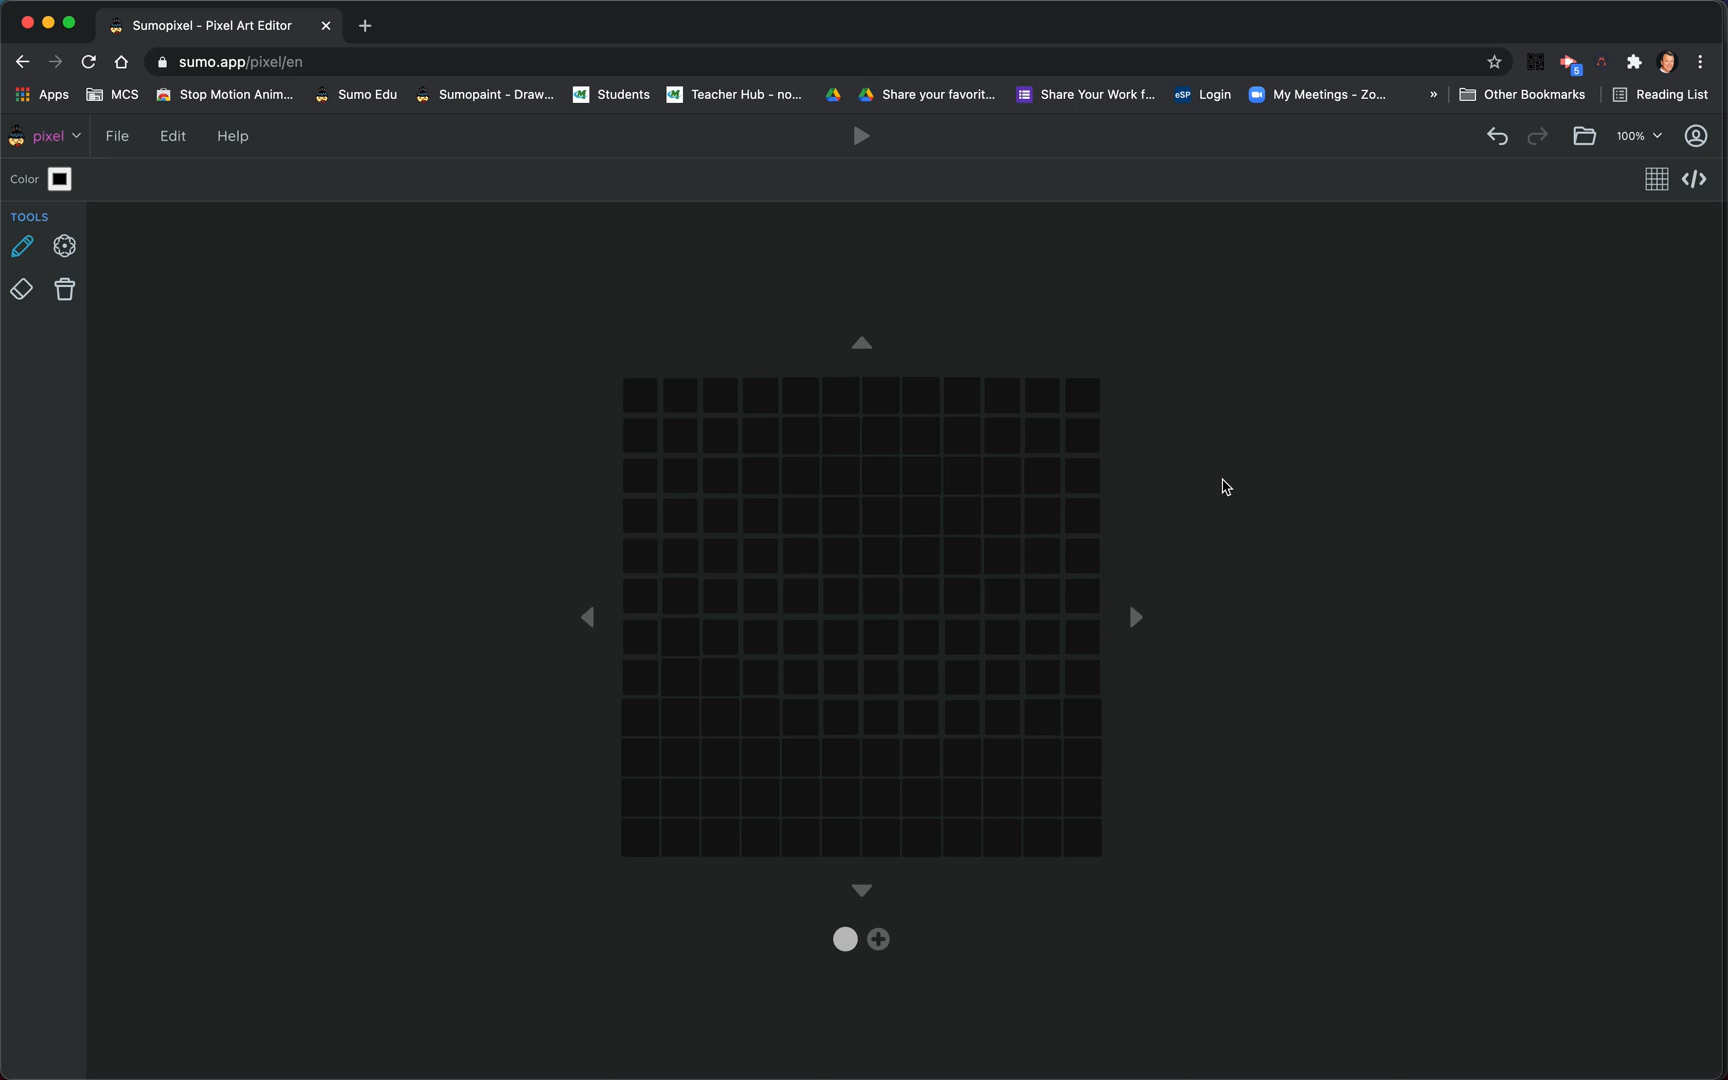 Sumopixel - Pixel Art Editor
sumo.app/pixel/en
5
Apps MCS Stop Motion Anim... Sumo Edu Sumopaint - Draw... Students Teacher Hub - no... Share your favorit... Share Your Work f... eSP Login My Meetings - Zo... » Other Bookmarks Reading List
pixel File Edit Help 100%
Color
TOOLS